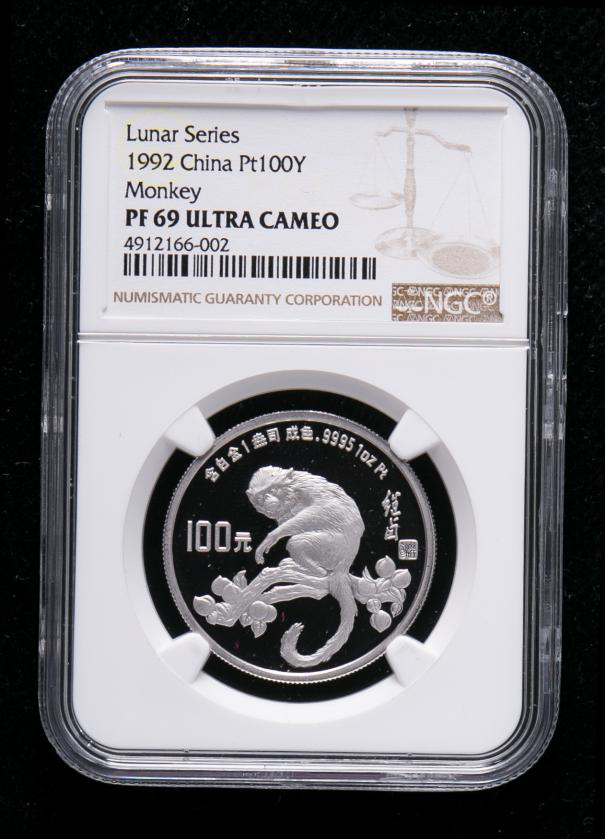 Lunar Series
1992 China Pt100Y
Monkey
PF 69 ULTRA CAMEO
4912166-002
NUMISMATIC GUARANTY CORPORATION
NGC®
含白金1盎司 成色.9995 1oz Pt
100元